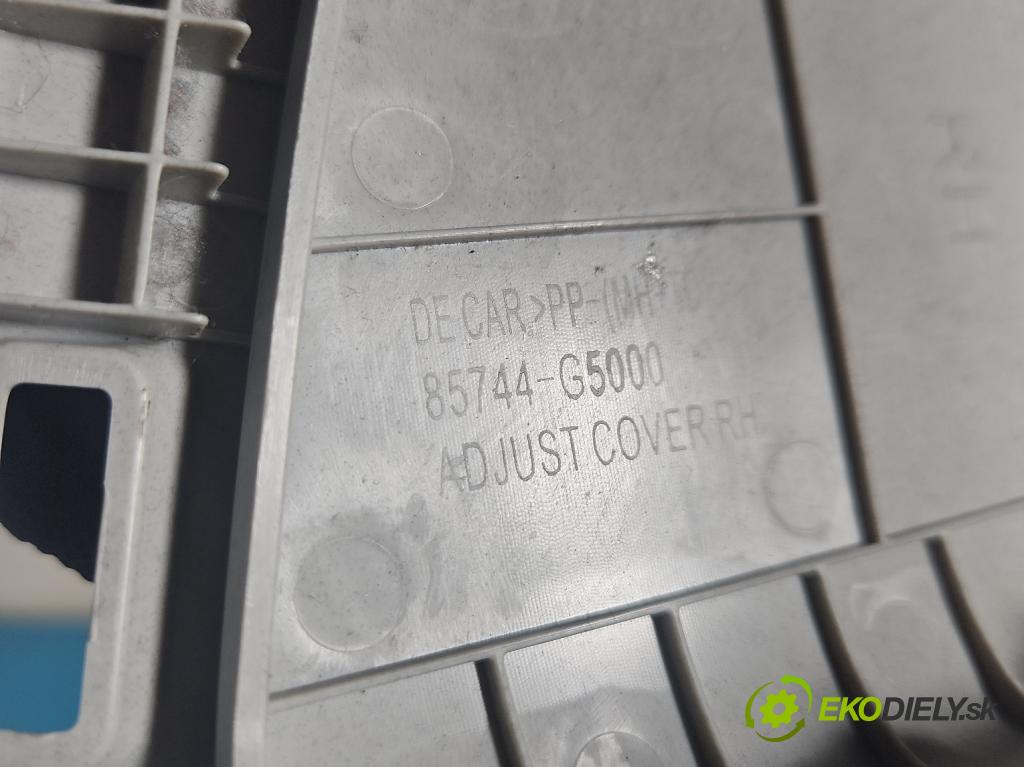 DE CAR >PP-(MH
85744-G5000
ADJUST COVER RH
EKODIELY.sk